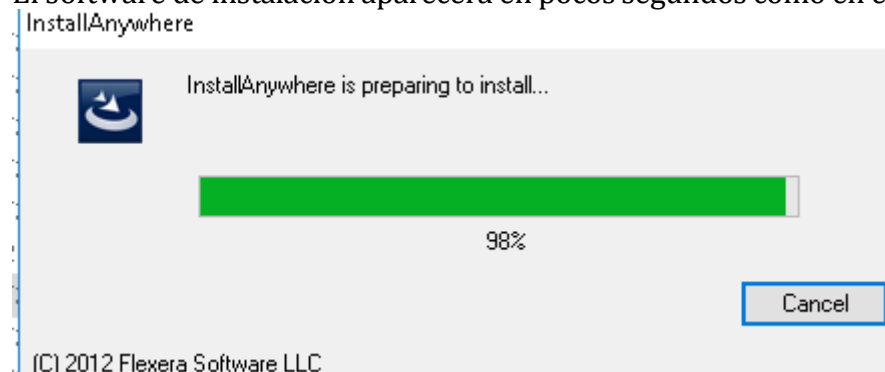 El software de instalación aparecerá en pocos segundos como en e
InstallAnywhere
InstallAnywhere is preparing to install...
98%
Cancel
(C) 2012 Flexera Software LLC